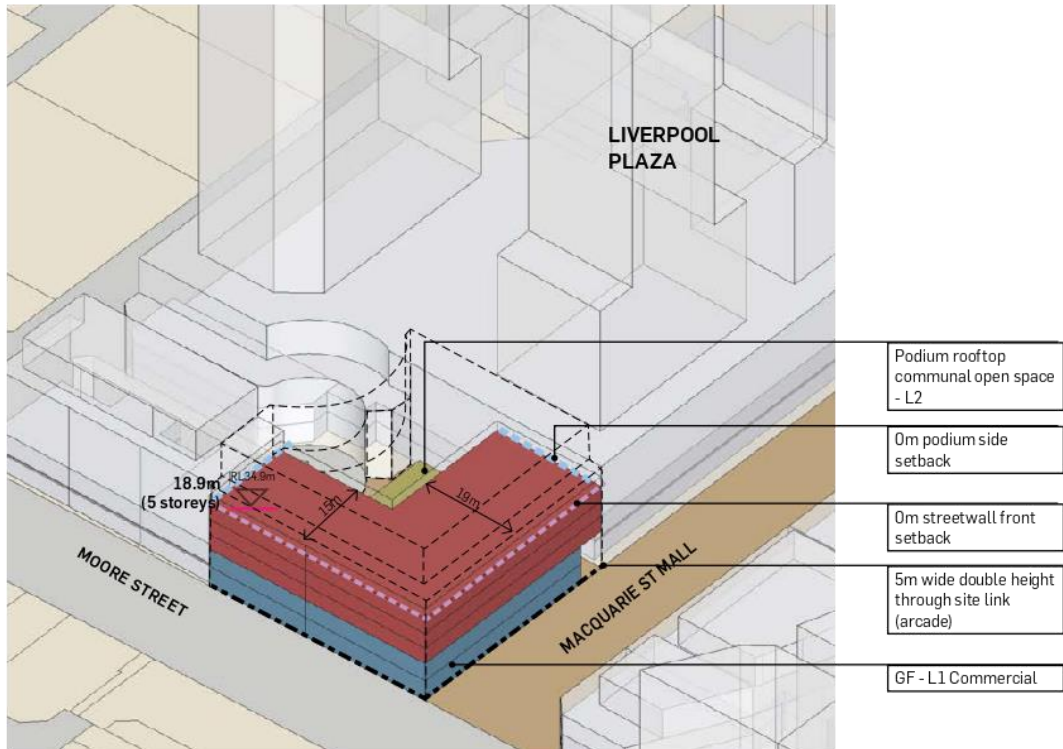 LIVERPOOL
PLAZA
18.9m
(5 storeys)
RL34.9m
15m
19m
MOORE STREET
MACQUARIE ST MALL
Podium rooftop
communal open space
- L2
0m podium side
setback
0m streetwall front
setback
5m wide double height
through site link
(arcade)
GF - L1 Commercial